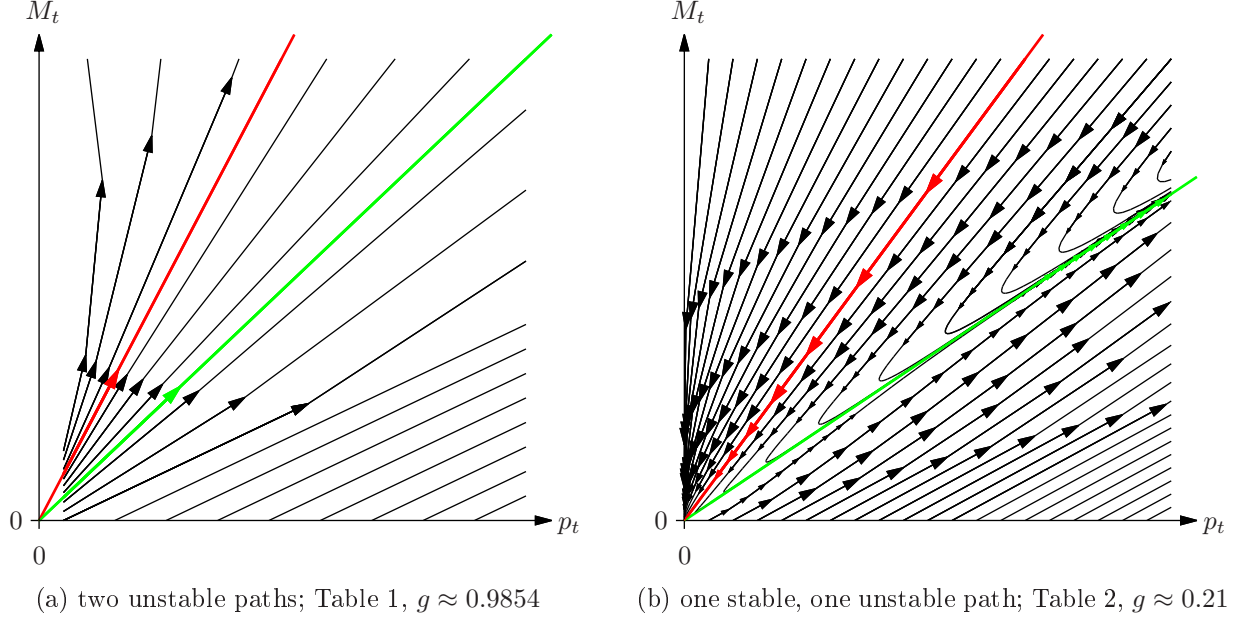 M_t
M_t
0
p_t
0
p_t
0
0
(a) two unstable paths; Table 1, g ≈ 0.9854
(b) one stable, one unstable path; Table 2, g ≈ 0.21